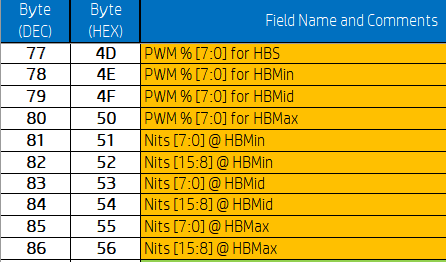 Byte Byte Field Name and Comments
(DEC) (HEX)
77 4D PWM % [7:0] for HBS
78 4E PWM % [7:0] for HBMin
79 4F PWM % [7:0] for HBMid
80 50 PWM % [7:0] for HBMax
81 51 Nits [7:0] @ HBMin
82 52 Nits [15:8] @ HBMin
83 53 Nits [7:0] @ HBMid
84 54 Nits [15:8] @ HBMid
85 55 Nits [7:0] @ HBMax
86 56 Nits [15:8] @ HBMax